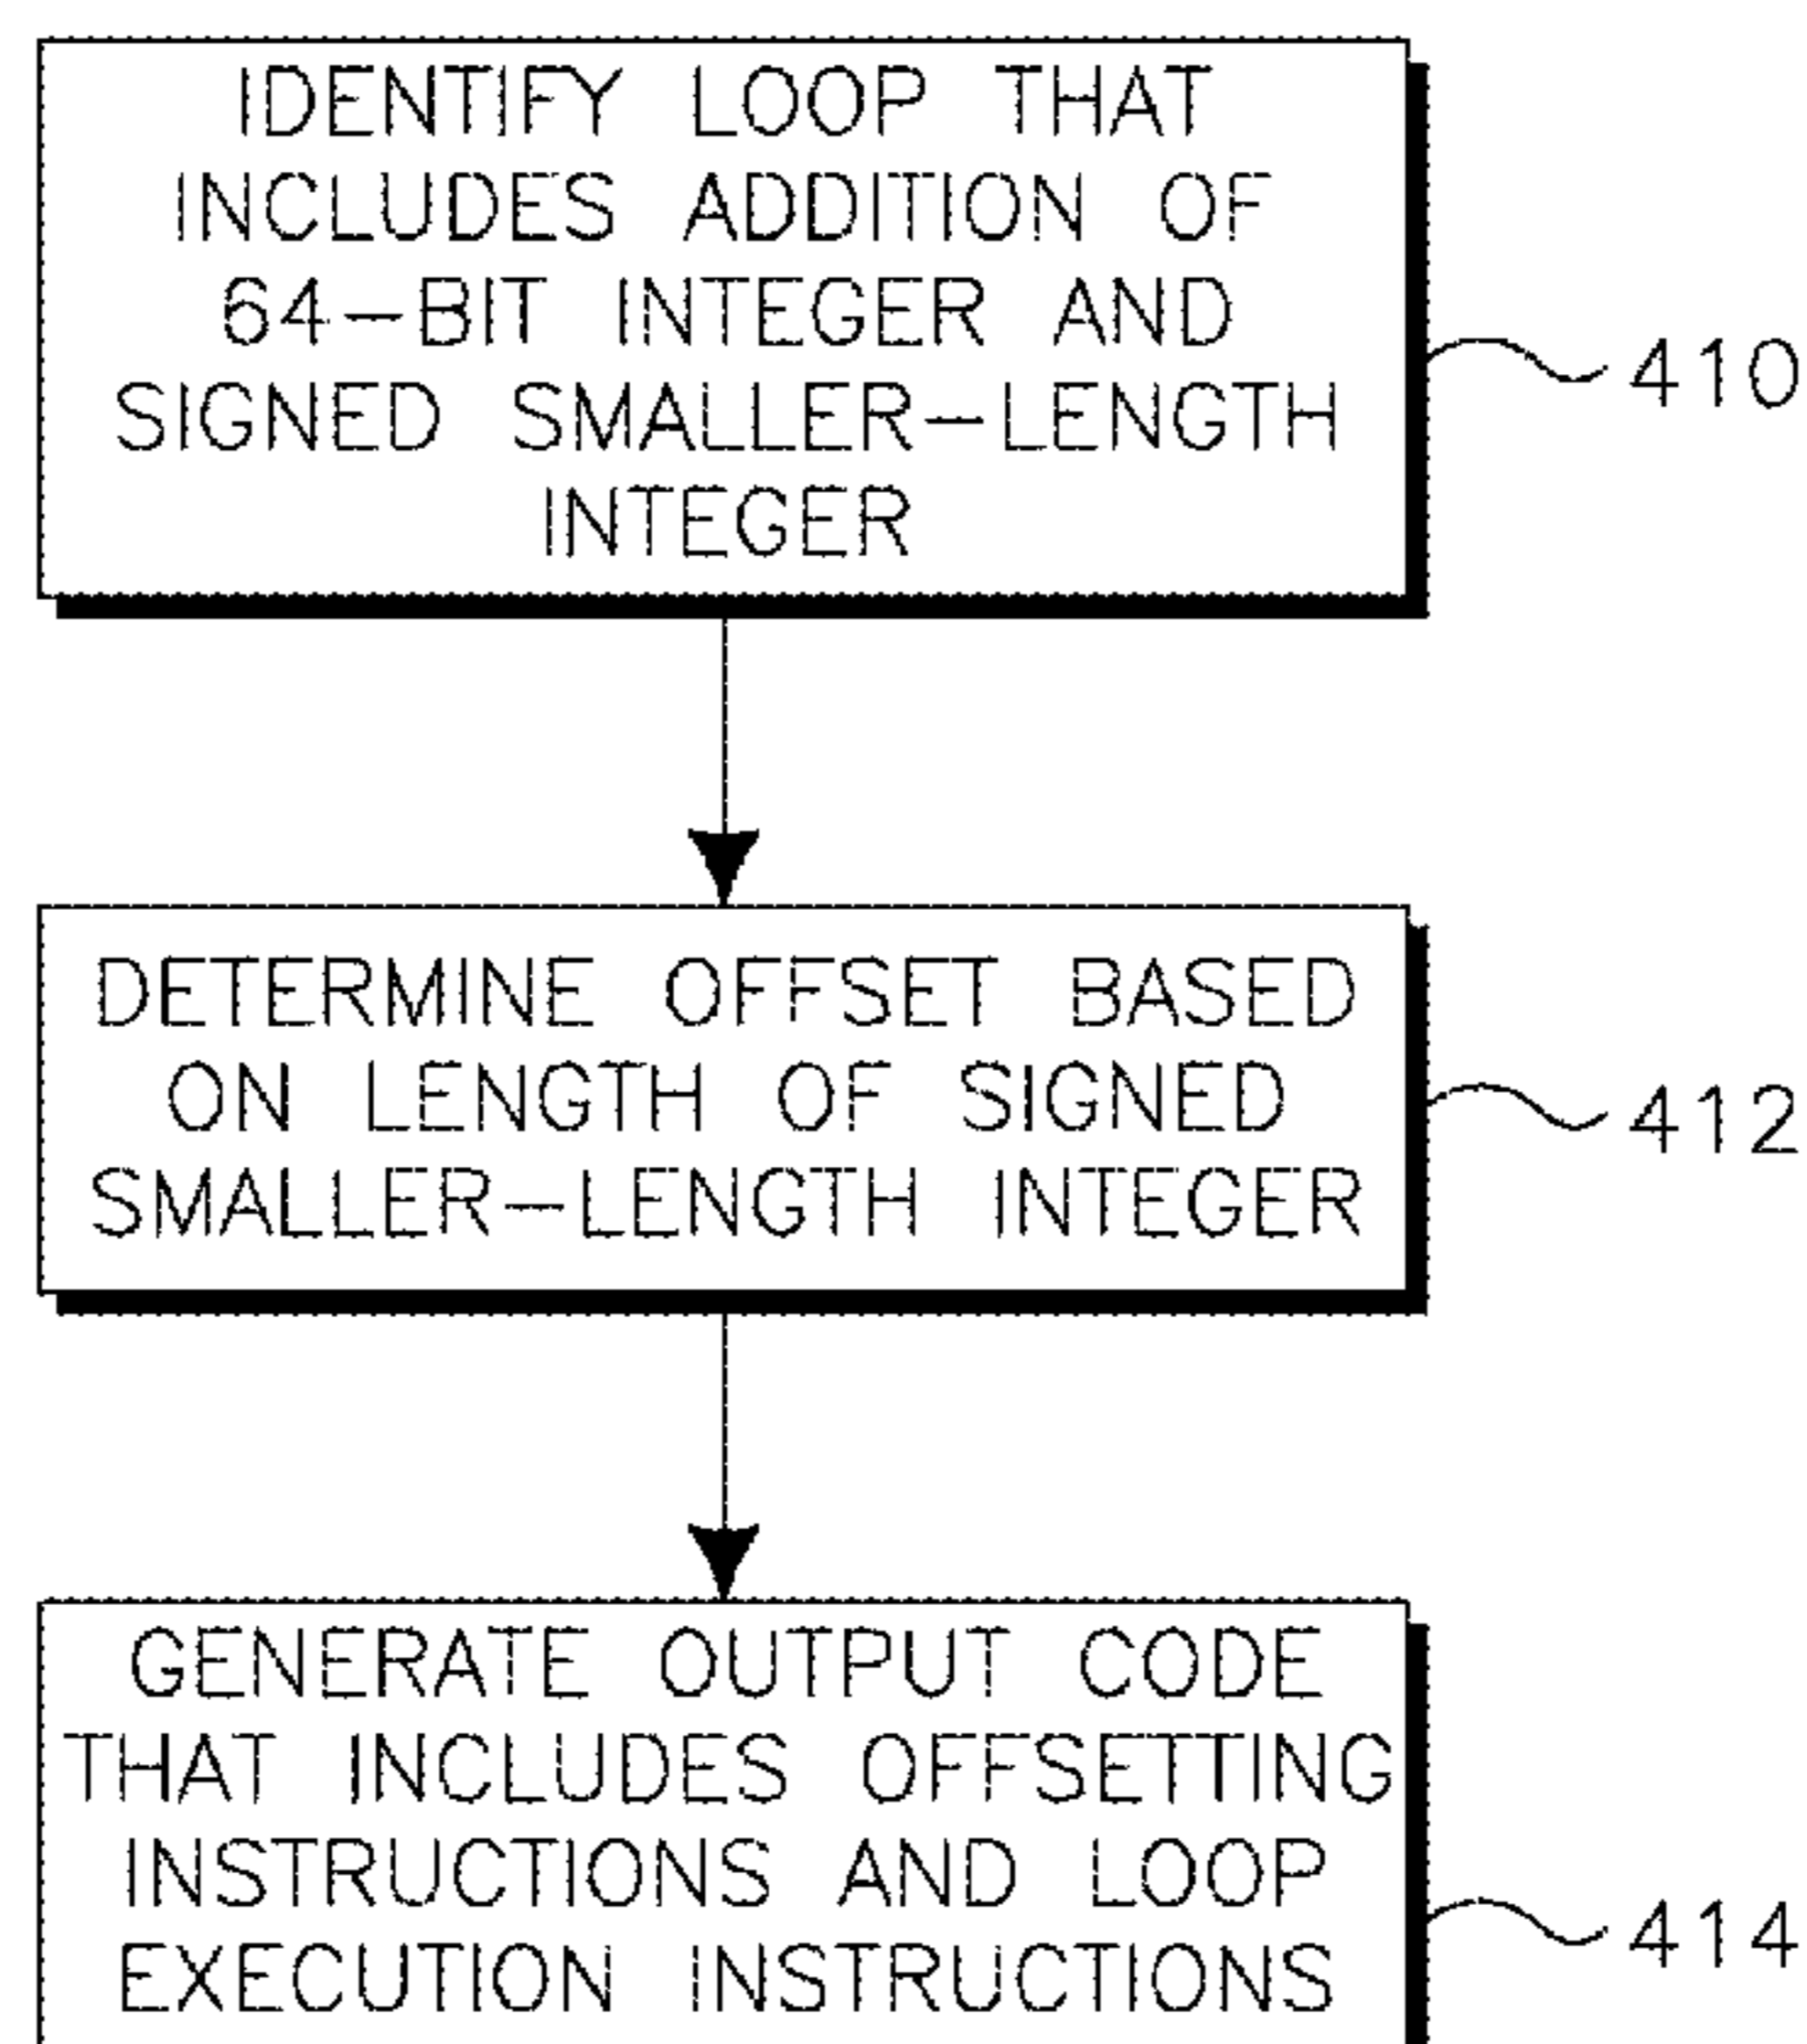 IDENTIFY LOOP THAT
INCLUDES ADDITION OF
64-BIT INTEGER AND
SIGNED SMALLER-LENGTH
INTEGER
410
DETERMINE OFFSET BASED
ON LENGTH OF SIGNED
SMALLER-LENGTH INTEGER
412
GENERATE OUTPUT CODE
THAT INCLUDES OFFSETTING
INSTRUCTIONS AND LOOP
EXECUTION INSTRUCTIONS
414